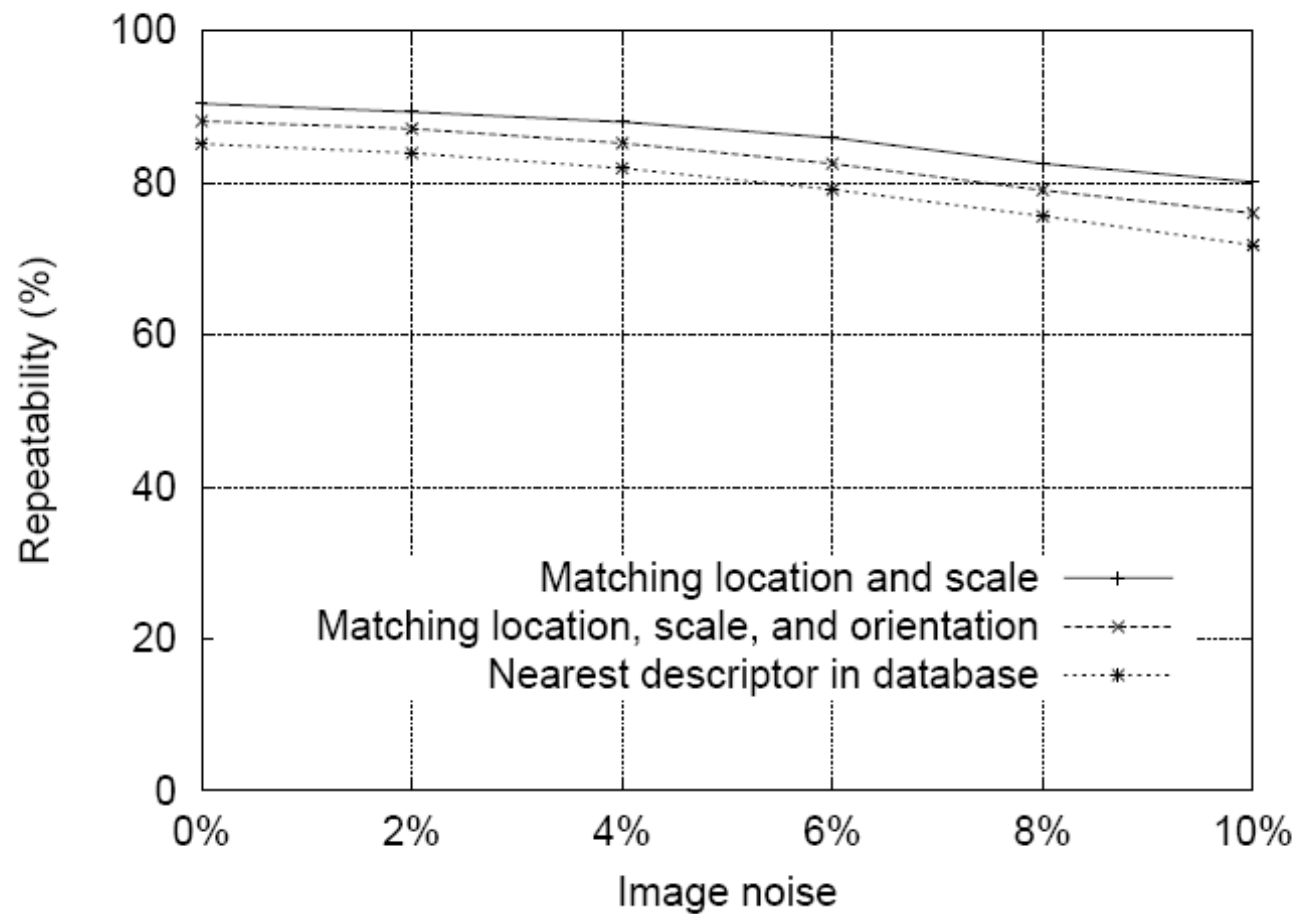 100
80
60
40
20
0
Repeatability (%)
Matching location and scale
Matching location, scale, and orientation
Nearest descriptor in database
0% 2% 4% 6% 8% 10%
Image noise